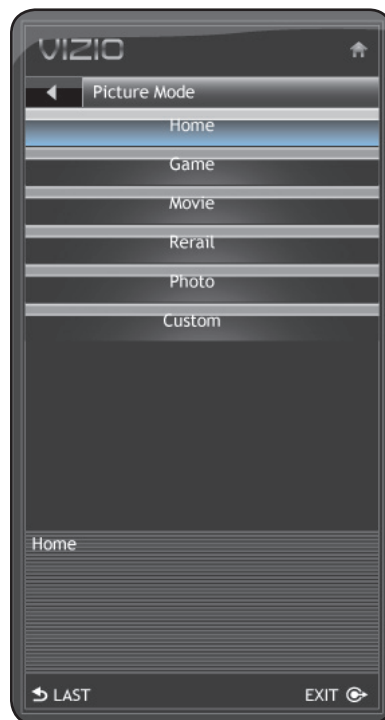 VIZIO
Picture Mode
Home
Game
Movie
Rerail
Photo
Custom
Home
LAST EXIT